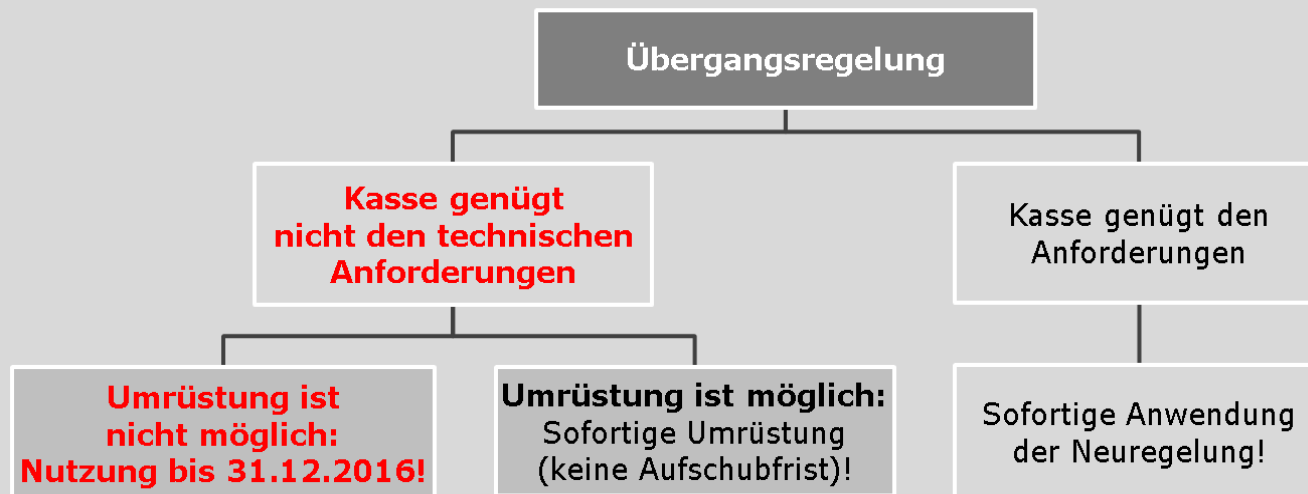 Übergangsregelung
Kasse genügt
nicht den technischen
Anforderungen
Kasse genügt den
Anforderungen
Umrüstung ist
nicht möglich:
Nutzung bis 31.12.2016!
Umrüstung ist möglich:
Sofortige Umrüstung
(keine Aufschubfrist)!
Sofortige Anwendung
der Neuregelung!